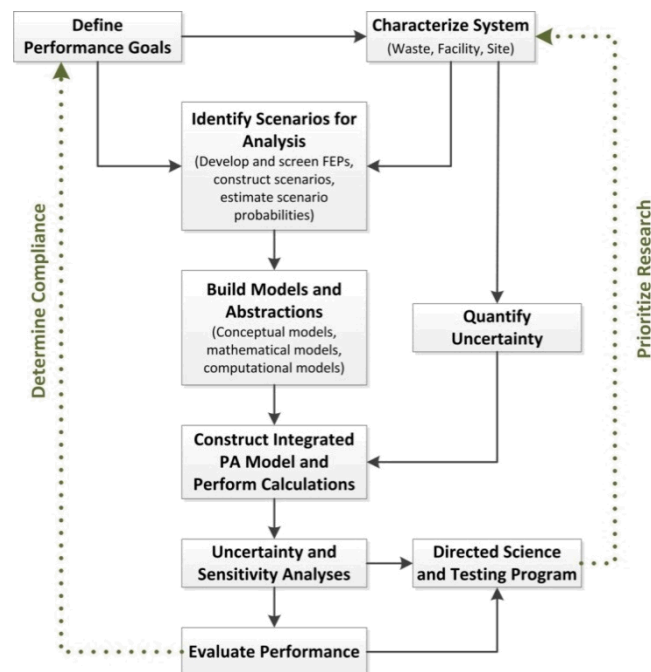 Define
Performance Goals
Characterize System
(Waste, Facility, Site)
Identify Scenarios for
Analysis
(Develop and screen FEPs,
construct scenarios,
estimate scenario
probabilities)
Build Models and
Abstractions
(Conceptual models,
mathematical models,
computational models)
Quantify
Uncertainty
Construct Integrated
PA Model and
Perform Calculations
Uncertainty and
Sensitivity Analyses
Directed Science
and Testing Program
Evaluate Performance
Determine Compliance
Prioritize Research